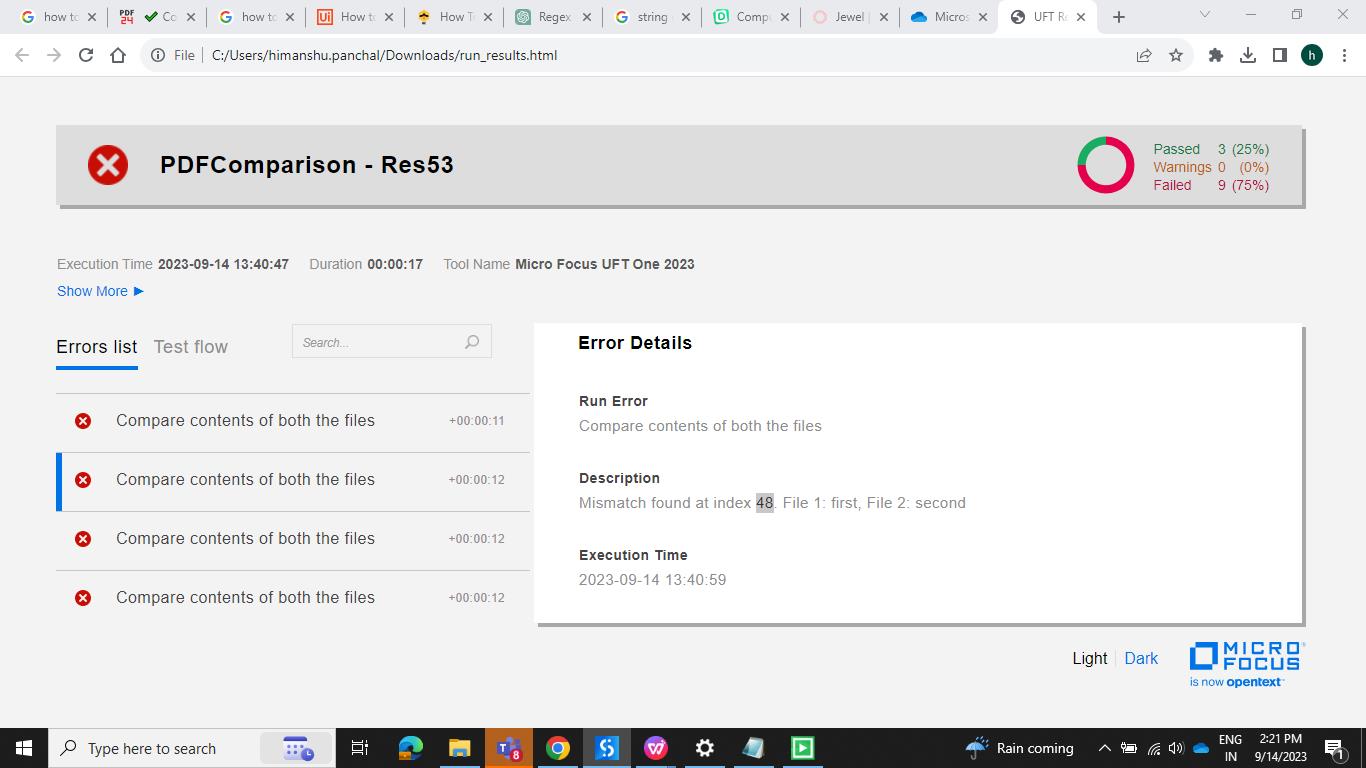 how to
PDF24
Co
how to
Ui
How to
How T
Regex
string
Comp
Jewel
Micros
UFT R
File
C:/Users/himanshu.panchal/Downloads/run_results.html
h
PDFComparison - Res53
Passed 3 (25%)
Warnings 0 (0%)
Failed 9 (75%)
Execution Time 2023-09-14 13:40:47 Duration 00:00:17 Tool Name Micro Focus UFT One 2023
Show More ►
Errors list Test flow Search...
Compare contents of both the files +00:00:11
Compare contents of both the files +00:00:12
Compare contents of both the files +00:00:12
Compare contents of both the files +00:00:12
Error Details
Run Error
Compare contents of both the files
Description
Mismatch found at index 48. File 1: first, File 2: second
Execution Time
2023-09-14 13:40:59
Light Dark
MICRO
FOCUS
is now opentext™
Type here to search
8
Rain coming
ENG
IN
2:21 PM
9/14/2023
1